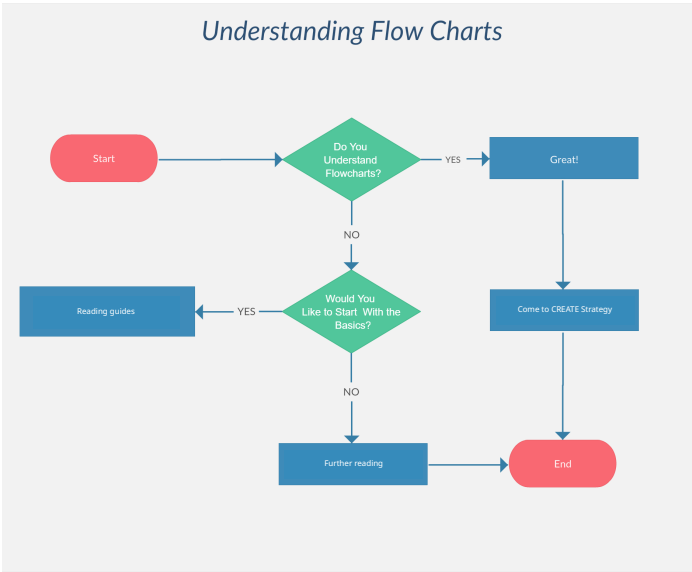 Understanding Flow Charts
Start
Do You
Understand
Flowcharts?
YES
Great!
NO
Reading guides
YES
Would You
Like to Start With the
Basics?
Come to CREATE Strategy
NO
Further reading
End